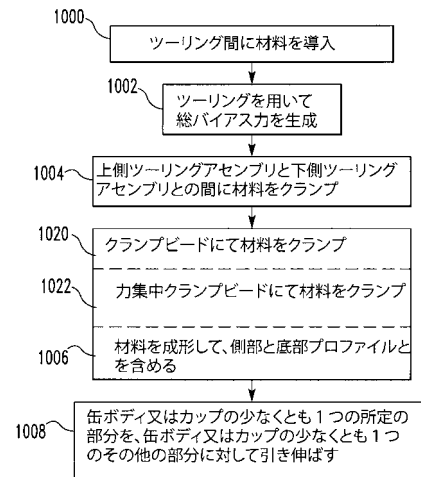 1000
ツーリング間に材料を導入
1002
ツーリングを用いて
総バイアス力を生成
1004
上側ツーリングアセンブリと下側ツーリング
アセンブリとの間に材料をクランプ
1020
クランプビードにて材料をクランプ
1022
力集中クランプビードにて材料をクランプ
1006
材料を成形して、側部と底部プロファイルと
を含める
1008
缶ボディ又はカップの少なくとも1つの所定の
部分を、缶ボディ又はカップの少なくとも1つ
のその他の部分に対して引き伸ばす